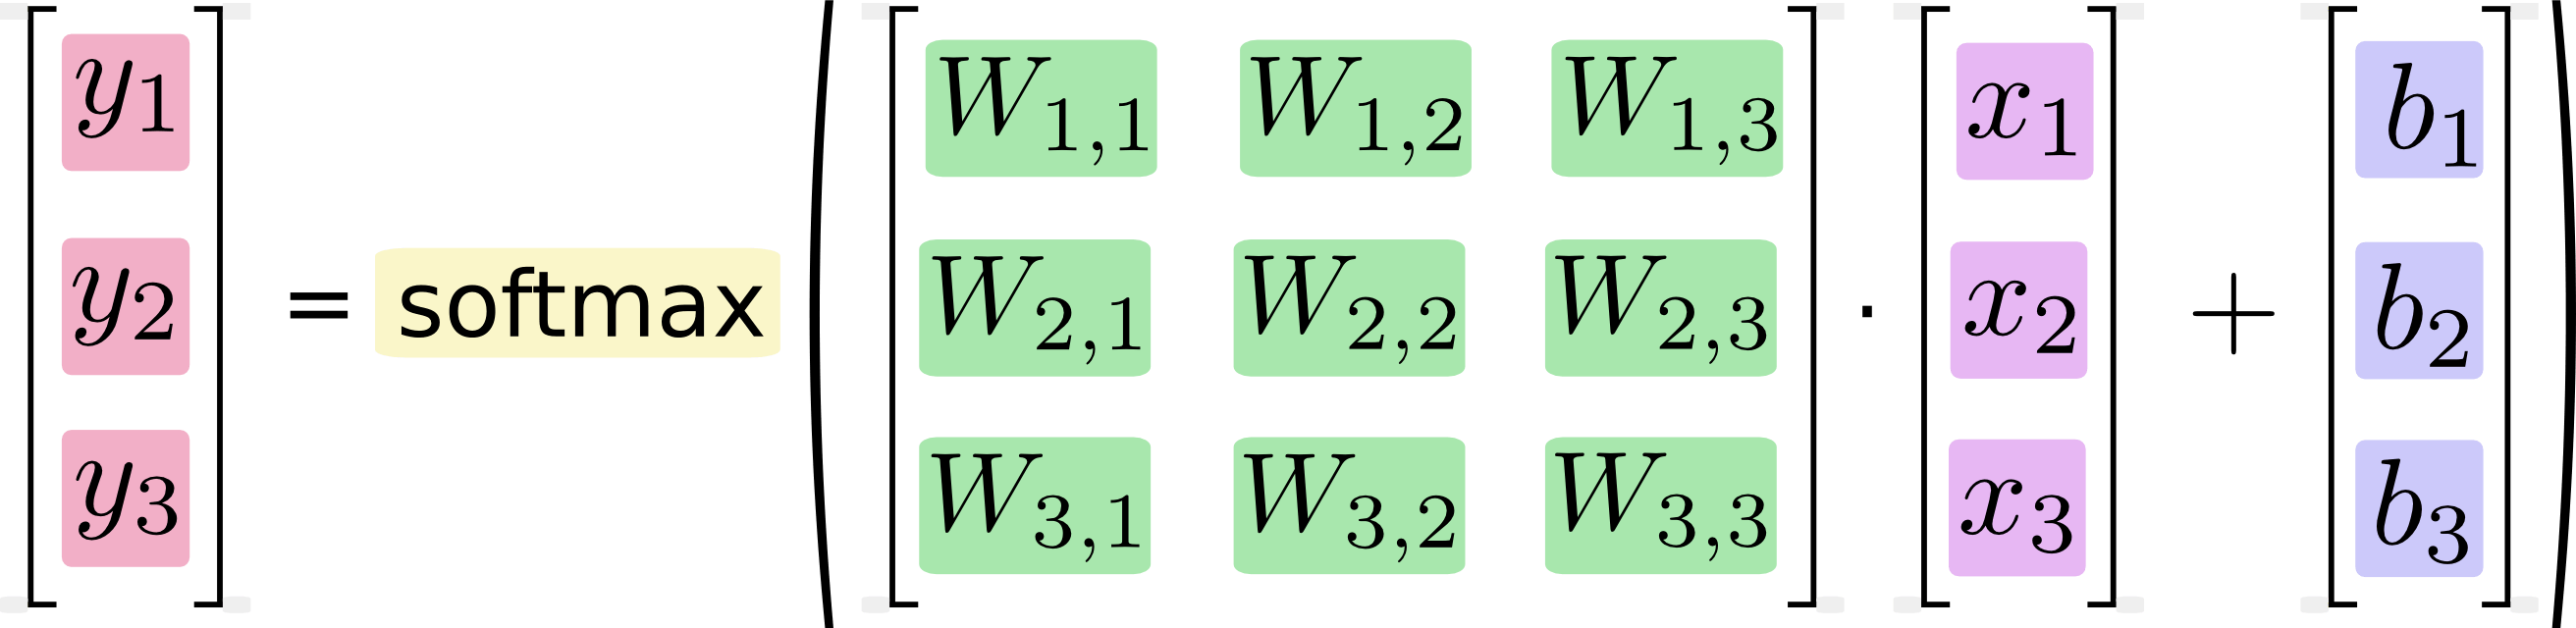 y1 W1,1 W1,2 W1,3 x1 b1
y2 = softmax W2,1 W2,2 W2,3 · x2 + b2
y3 W3,1 W3,2 W3,3 x3 b3